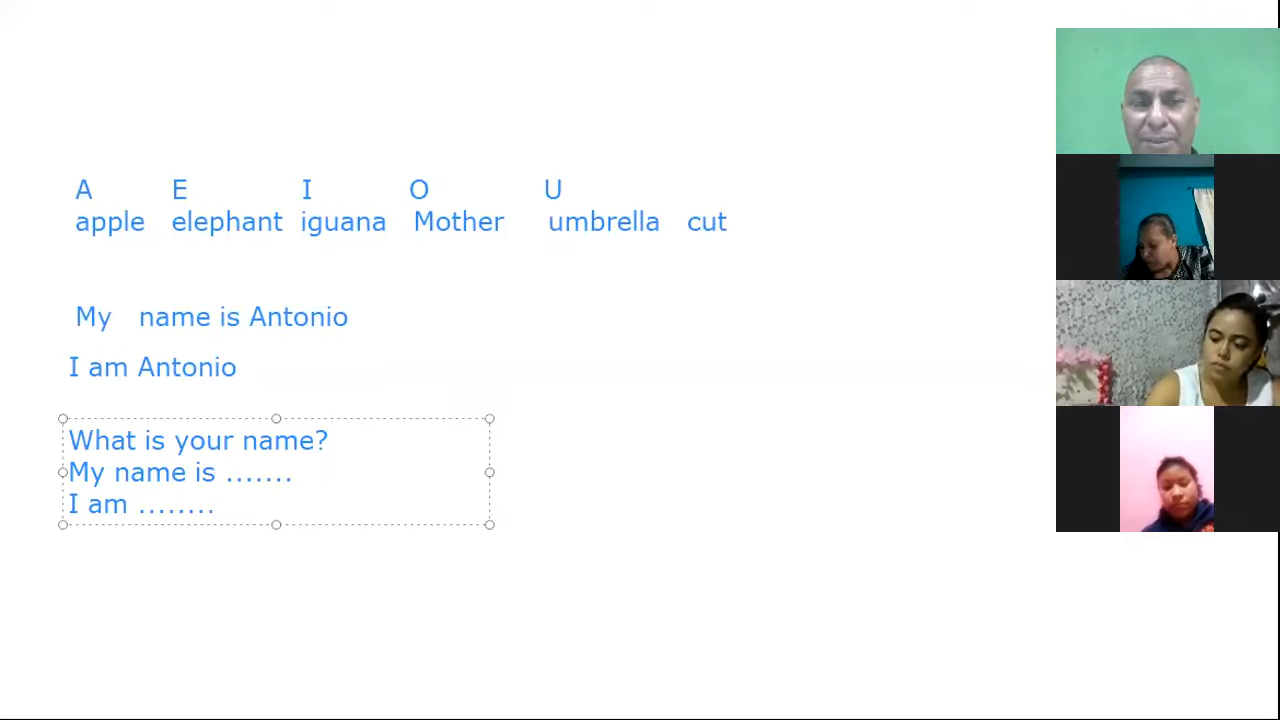 A E I O U
apple elephant iguana Mother umbrella cut
My name is Antonio
I am Antonio
What is your name?
My name is .......
I am ........